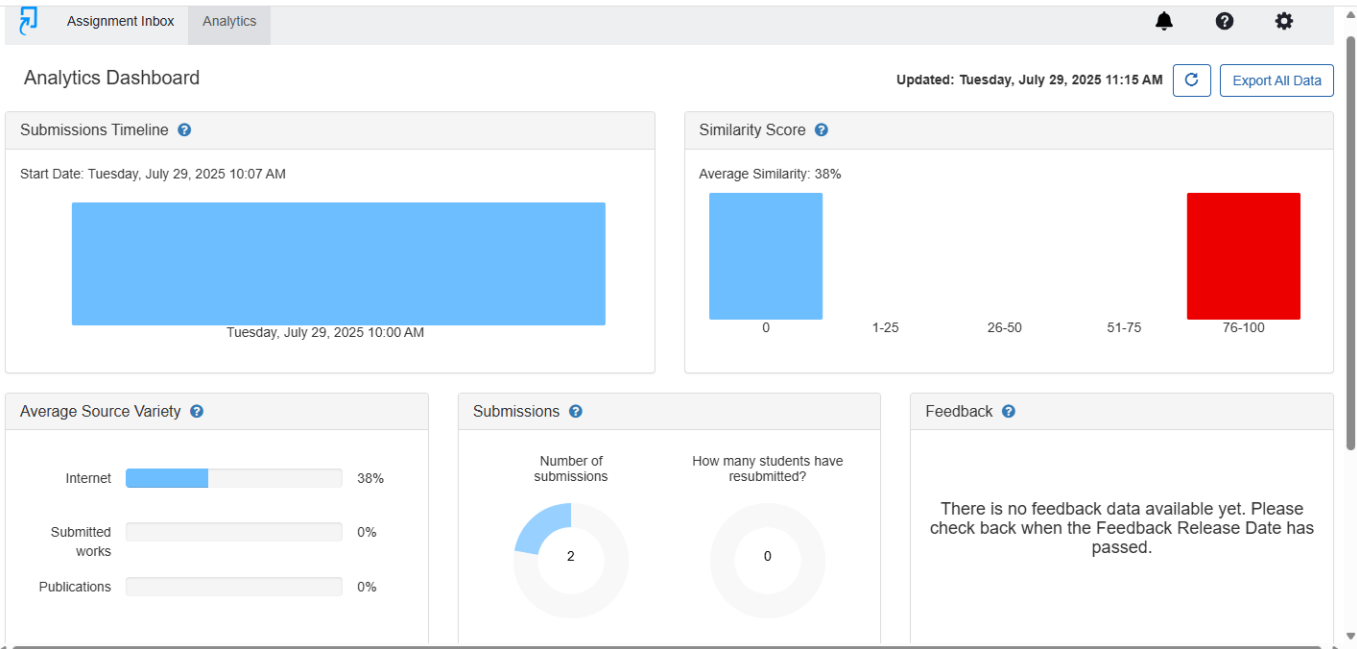 Assignment Inbox Analytics
Analytics Dashboard
Updated: Tuesday, July 29, 2025 11:15 AM
Export All Data
Submissions Timeline
Start Date: Tuesday, July 29, 2025 10:07 AM
Tuesday, July 29, 2025 10:00 AM
Similarity Score
Average Similarity: 38%
0 1-25 26-50 51-75 76-100
Average Source Variety
Internet 38%
Submitted
works
0%
Publications 0%
Submissions
Number of
submissions
2
How many students have
resubmitted?
0
Feedback
There is no feedback data available yet. Please
check back when the Feedback Release Date has
passed.